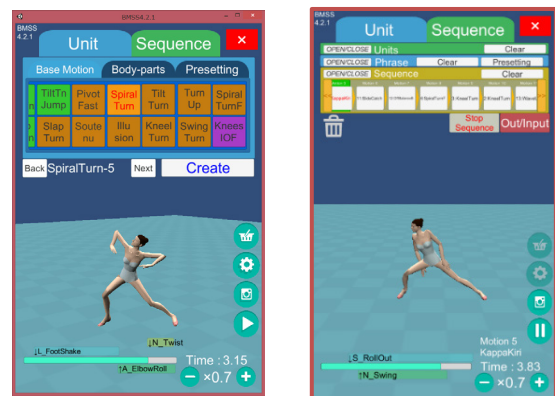 BMSS4.2.1
BMSS
4.2.1
Unit
Sequence
×
Base Motion
Body-parts
Presetting
n
TiltTn Jump
Pivot Fast
Spiral Turn
Tilt Turn
Turn Up
Spiral TurnF
n
Slap Turn
Soute nu
Illu sion
Kneel Turn
Swing Turn
Knees IOF
Back
SpiralTurn-5
Next
Create
↓N_Twist
↓L_FootShake
↑A_ElbowRoll
Time : 3.15
×0.7
BMSS
4.2.1
Unit
Sequence
×
OPEN/CLOSE Units
Clear
OPEN/CLOSE Phrase
Clear
Presetting
OPEN/CLOSE Sequence
Clear
Stop
Sequence
Out/Input
Motion 5
KappaKiri
↓S_RollOut
↑N_Swing
Time : 3.83
×0.7